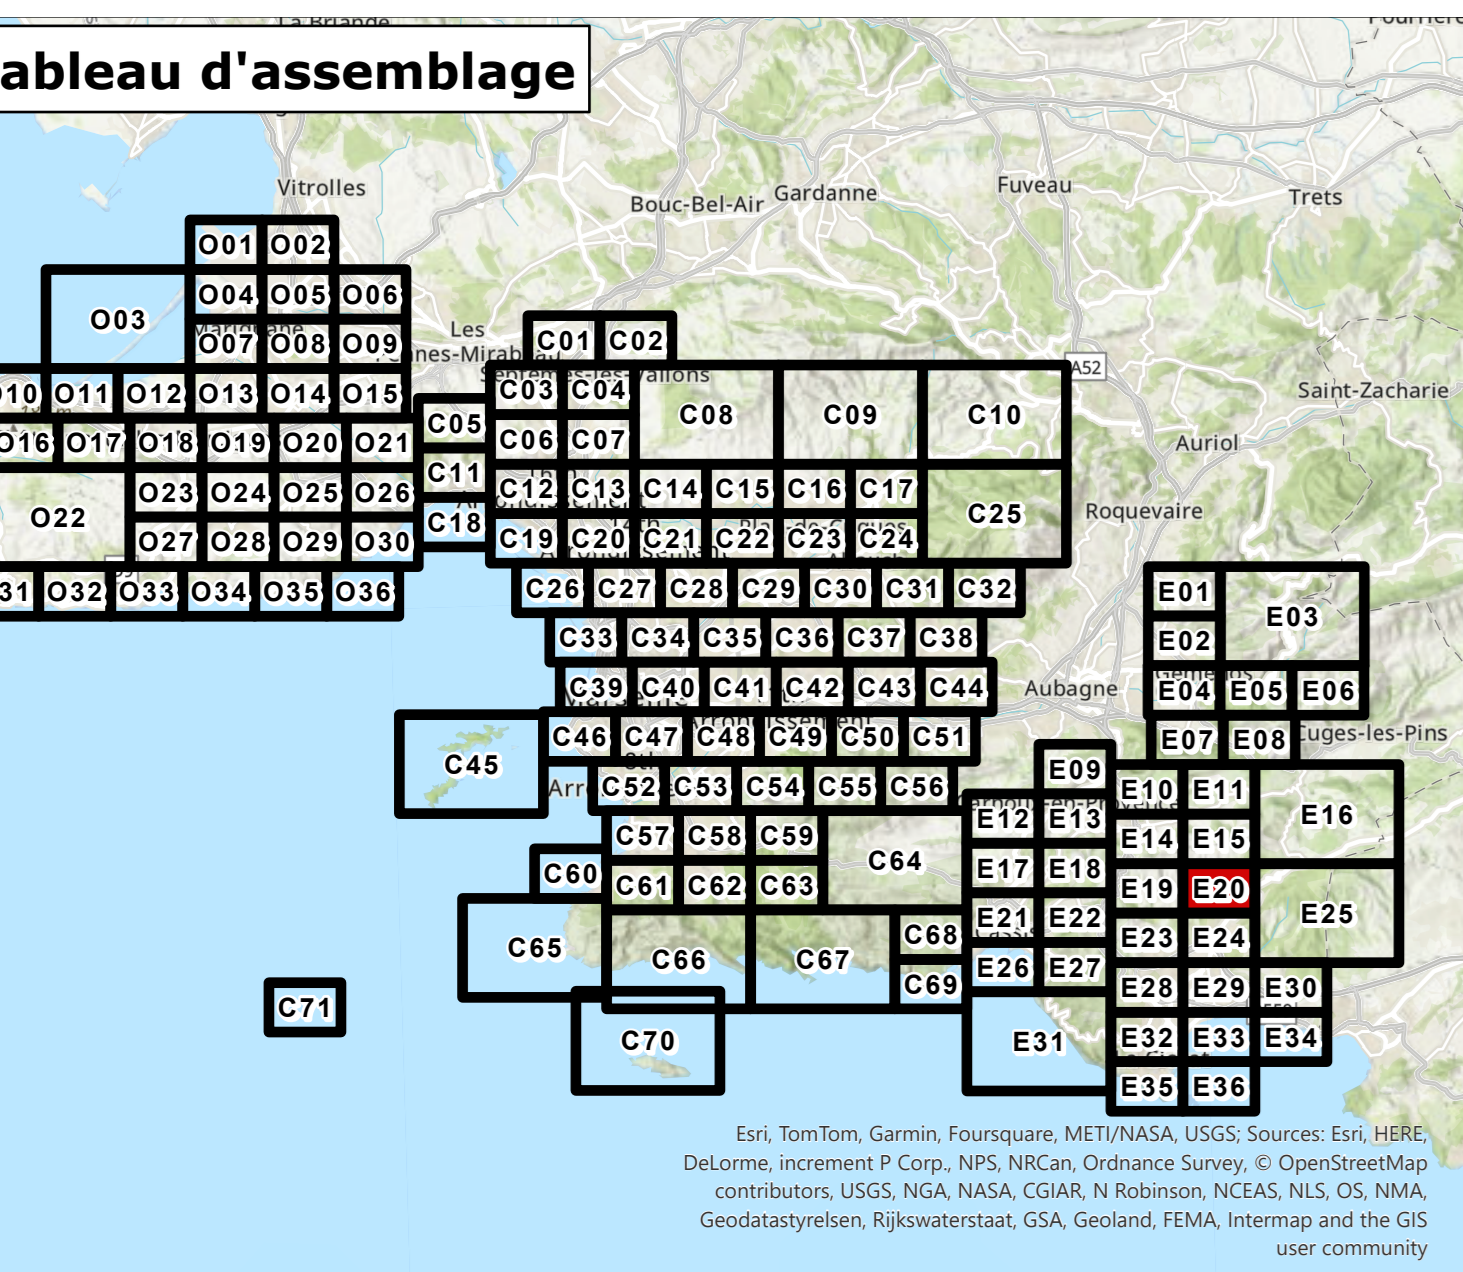 ableau d'assemblage
Vitrolles
Bouc-Bel-Air
Gardanne
Fuveau
Trets
O01 O02
O03
O04 O05 O06
O07 O08 O09
Les
C01 C02
A52
Saint-Zacharie
O11 O12 O13 O14 O15
C03 C04
C05
C08 C09 C10
Auriol
O16 O17 O18 O19 O20 O21
C06 C07
C11
O22
O23 O24 O25 O26
C12 C13 C14 C15 C16 C17
C18
C25
Roquevaire
O27 O28 O29 O30
C19 C20 C21 C22 C23 C24
O32 O33 O34 O35 O36
C26 C27 C28 C29 C30 C31 C32
E01
E03
C33 C34 C35 C36 C37 C38
E02
C39 C40 C41 C42 C43 C44
Aubagne
E04 E05 E06
C45
C46 C47 C48 C49 C50 C51
E07 E08
Cuges-les-Pins
C52 C53 C54 C55 C56
E09
E10 E11
E16
C57 C58 C59
E12 E13
E14 E15
C60
C64
C61 C62 C63
E17 E18
E19 E20
E25
C65
C66 C67
C68
E21 E22
E23 E24
C69
E26 E27
E28 E29 E30
C71
C70
E31
E32 E33 E34
E35 E36
Esri, TomTom, Garmin, Foursquare, METI/NASA, USGS; Sources: Esri, HERE,
DeLorme, increment P Corp., NPS, NRCan, Ordnance Survey, © OpenStreetMap
contributors, USGS, NGA, NASA, CGIAR, N Robinson, NCEAS, NLS, OS, NMA,
Geodatastyrelsen, Rijkswaterstaat, GSA, Geoland, FEMA, Intermap and the GIS
user community